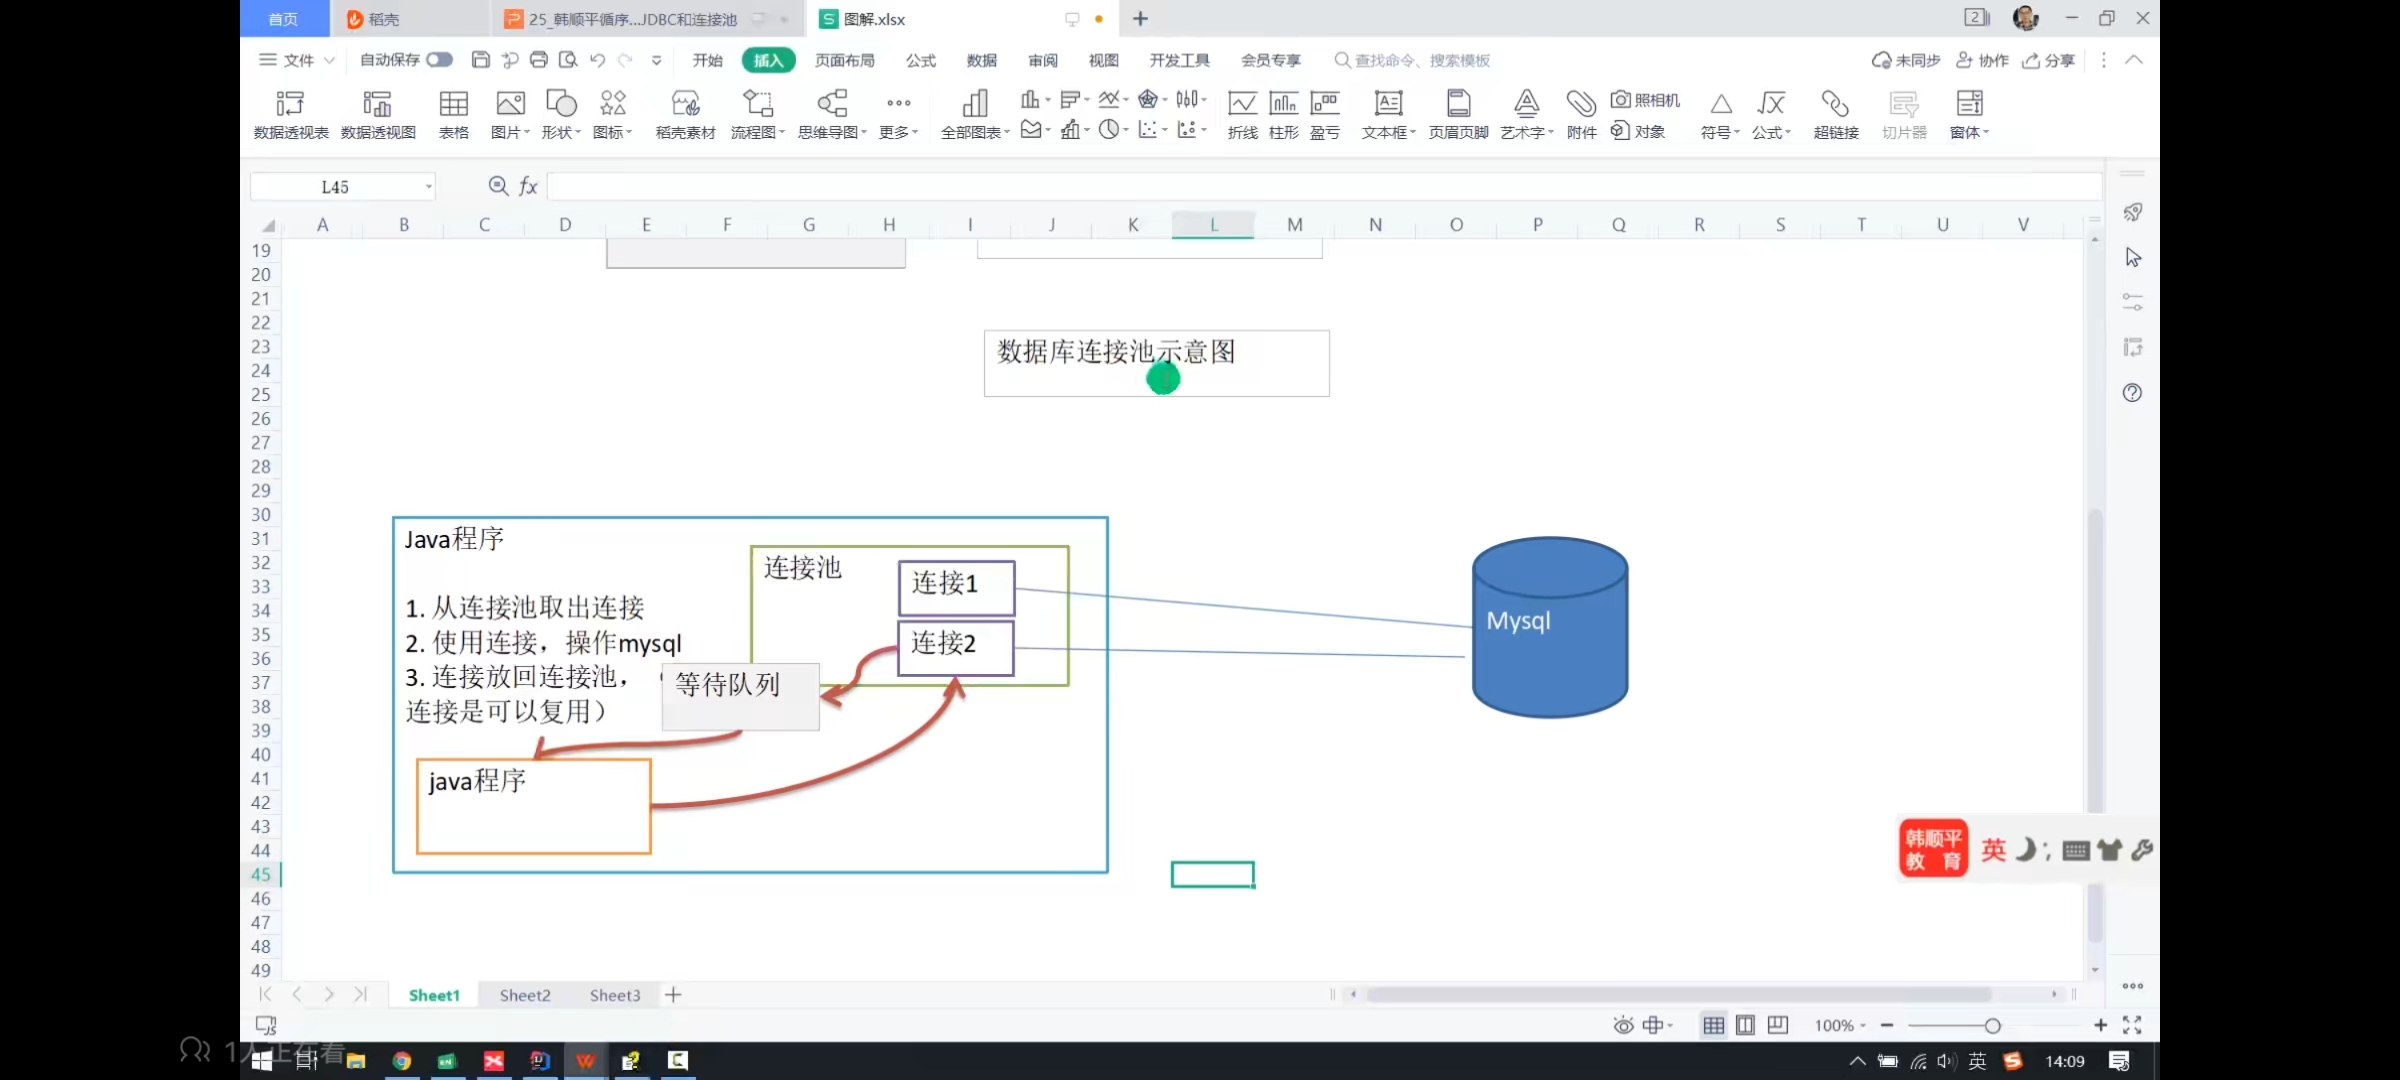 首页
稻壳
25_韩顺平循序...JDBC和连接池
图解.xlsx
文件
自动保存
开始
插入
页面布局
公式
数据
审阅
视图
开发工具
会员专享
查找命令、搜索模板
未同步
协作
分享
数据透视表
数据透视图
表格
图片
形状
图标
稻壳素材
流程图
思维导图
更多
全部图表
折线
柱形
盈亏
文本框
页眉页脚
艺术字
附件
照相机
对象
符号
公式
超链接
切片器
窗体
L45
fx
A B C D E F G H I J K L M N O P Q R S T U V
19
20
21
22
23
24
25
26
27
28
29
30
31
32
33
34
35
36
37
38
39
40
41
42
43
44
45
46
47
48
49
数据库连接池示意图
Java程序
1. 从连接池取出连接
2. 使用连接，操作mysql
3. 连接放回连接池，（
连接是可以复用）
连接池
连接1
连接2
等待队列
java程序
Mysql
韩顺平
教 育
英
Sheet1
Sheet2
Sheet3
100%
1人正在看
英
14:09